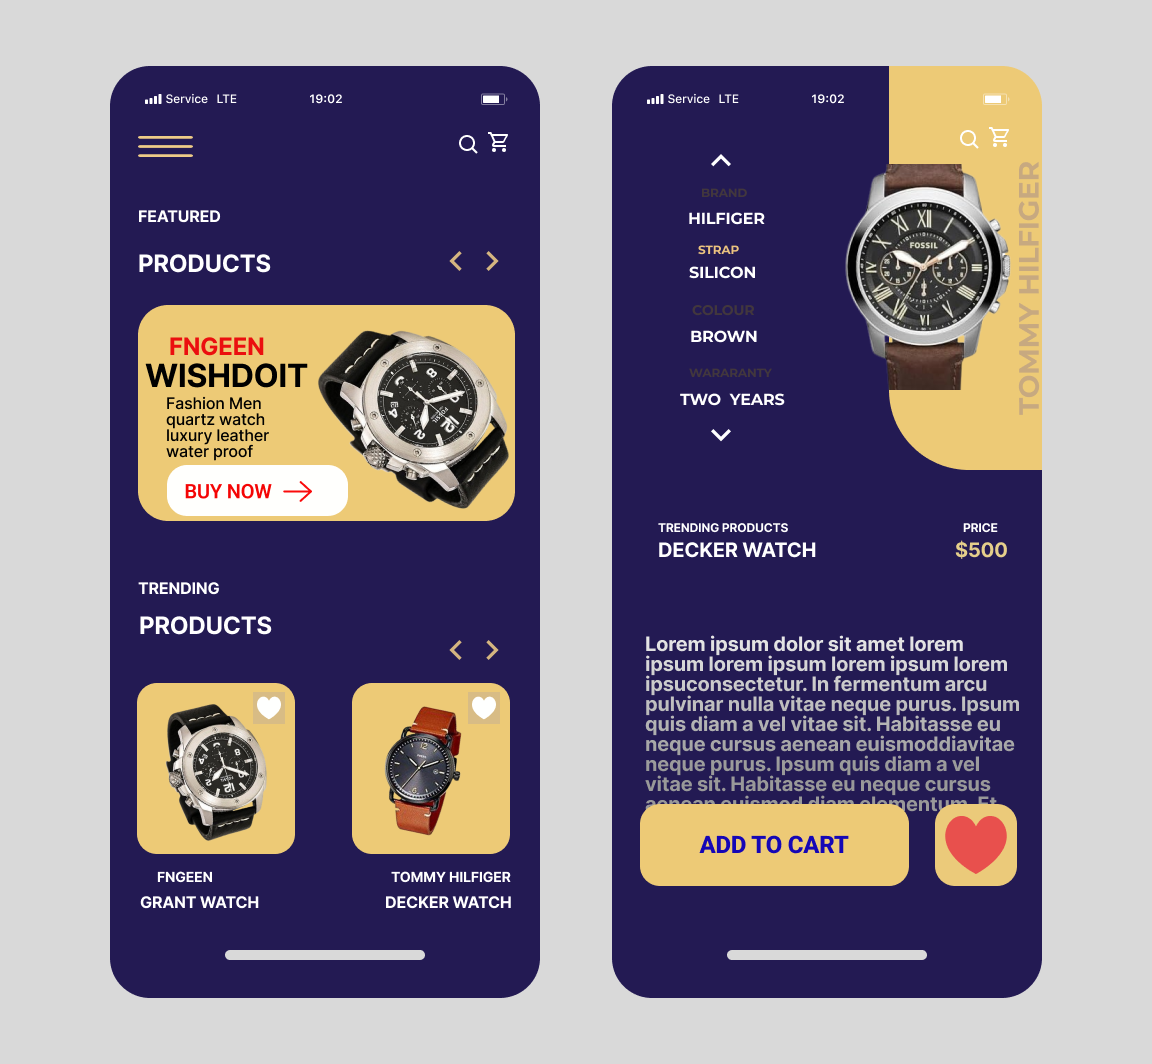 Service LTE 19:02
FEATURED
PRODUCTS
FNGEEN
WISHDOIT
Fashion Men
quartz watch
luxury leather
water proof
BUY NOW
TRENDING
PRODUCTS
FNGEEN
GRANT WATCH
TOMMY HILFIGER
DECKER WATCH
Service LTE 19:02
BRAND
HILFIGER
STRAP
SILICON
COLOUR
BROWN
WARARANTY
TWO YEARS
FOSSIL
TOMMY HILFIGER
TRENDING PRODUCTS
DECKER WATCH
PRICE
$500
Lorem ipsum dolor sit amet lorem
ipsum lorem ipsum lorem ipsum lorem
ipsuconsectetur. In fermentum arcu
pulvinar nulla vitae neque purus. Ipsum
quis diam a vel vitae sit. Habitasse eu
neque cursus aenean euismoddiavitae
neque purus. Ipsum quis diam a vel
vitae sit. Habitasse eu neque cursus
aenean euismod diam elementum. Et
ADD TO CART